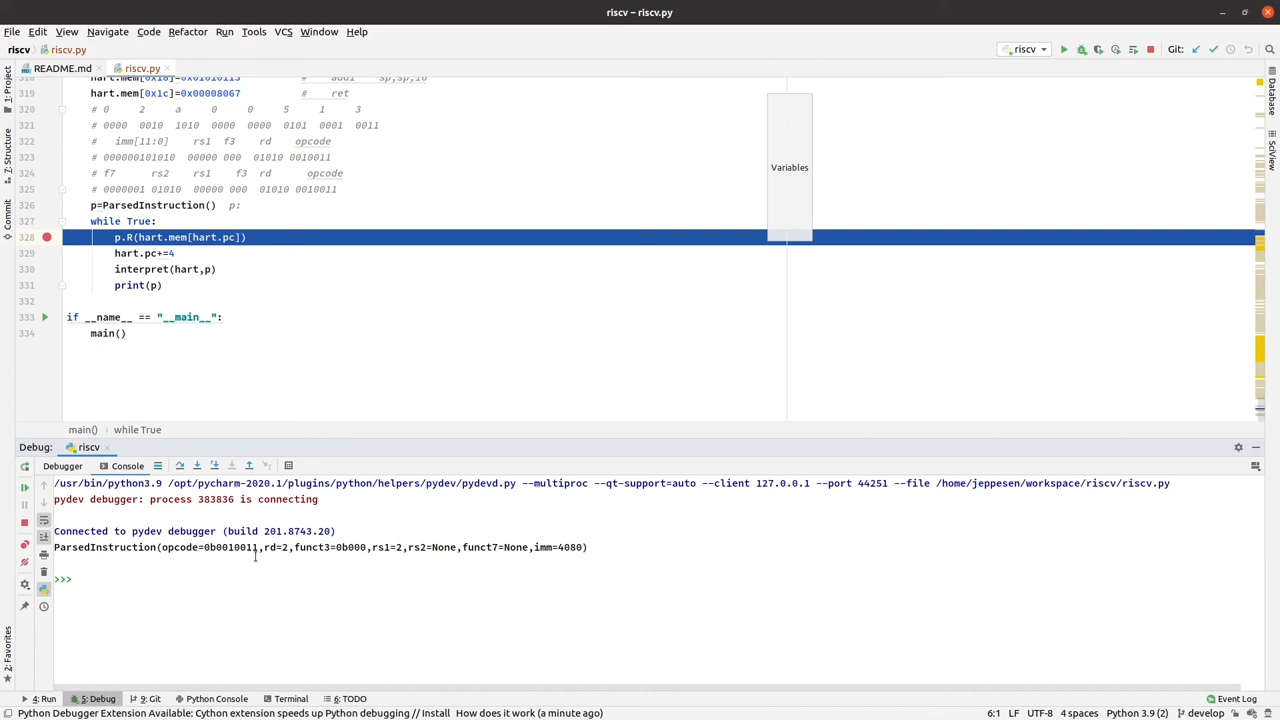 riscv – riscv.py
File Edit View Navigate Code Refactor Run Tools VCS Window Help
riscv riscv.py riscv Git:
README.md riscv.py
318 hart.mem[0x18]=0x01010113 # addi sp,sp,16
319 hart.mem[0x1c]=0x00008067 # ret
320 # 0 2 a 0 0 5 1 3
321 # 0000 0010 1010 0000 0000 0101 0001 0011
322 # imm[11:0] rs1 f3 rd opcode
323 # 000000101010 00000 000 01010 0010011
324 # f7 rs2 rs1 f3 rd opcode
325 # 0000001 01010 00000 000 01010 0010011
326 p=ParsedInstruction() p:
327 while True:
328 p.R(hart.mem[hart.pc])
329 hart.pc+=4
330 interpret(hart,p)
331 print(p)
332
333 if __name__ == "__main__":
334 main()
Variables
1: Project
7: Structure
Commit
2: Favorites
Database
SciView
main() › while True
Debug: riscv
Debugger Console
/usr/bin/python3.9 /opt/pycharm-2020.1/plugins/python/helpers/pydev/pydevd.py --multiproc --qt-support=auto --client 127.0.0.1 --port 44251 --file /home/jeppesen/workspace/riscv/riscv.py
pydev debugger: process 383836 is connecting
Connected to pydev debugger (build 201.8743.20)
ParsedInstruction(opcode=0b0010011,rd=2,funct3=0b000,rs1=2,rs2=None,funct7=None,imm=4080)
>>>
4: Run 5: Debug 9: Git Python Console Terminal 6: TODO Event Log
Python Debugger Extension Available: Cython extension speeds up Python debugging // Install How does it work (a minute ago) 6:1 LF UTF-8 4 spaces Python 3.9 (2) develop